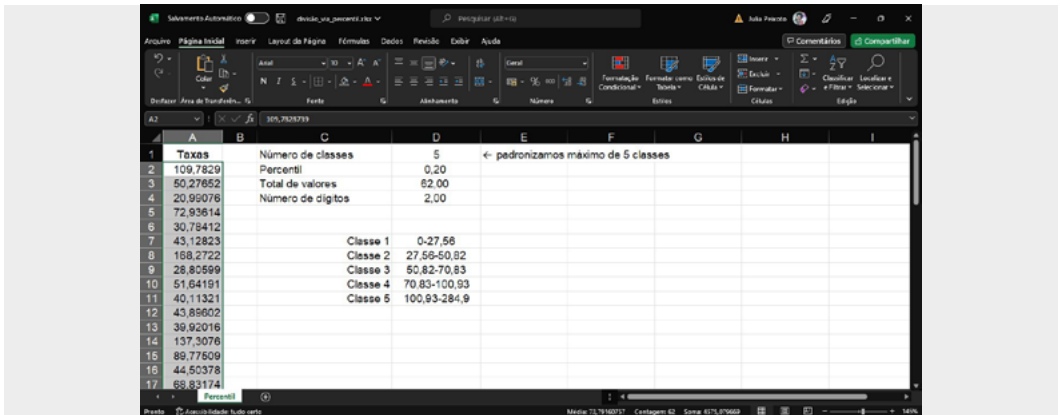 Salvamento Automático divisão_via_percentil.xlsx Pesquisar (Alt+G) Julia Peixoto
Arquivo Página Inicial Inserir Layout da Página Fórmulas Dados Revisão Exibir Ajuda Comentários Compartilhar
Colar Arial 10 A A Geral Formatação Condicional Formatar como Tabela Estilos de Célula Inserir Excluir Formatar Classificar e Filtrar Localizar e Selecionar
N I S % 000
Desfazer Área de Transferên... Fonte Alinhamento Número Estilos Células Edição
A2 fx 109,7828739
A B C D E F G H I
1 Taxas Número de classes 5 ← padronizamos máximo de 5 classes
2 109,7829 Percentil 0,20
3 50,27652 Total de valores 62,00
4 20,99076 Número de dígitos 2,00
5 72,93614
6 30,78412
7 43,12823 Classe 1 0-27,56
8 168,2722 Classe 2 27,56-50,82
9 28,80599 Classe 3 50,82-70,83
10 51,64191 Classe 4 70,83-100,93
11 40,11321 Classe 5 100,93-284,9
12 43,89602
13 39,92016
14 137,3076
15 89,77509
16 44,50378
17 68,83174
Percentil
Pronto Acessibilidade: tudo certo Média: 73,79160757 Contagem: 62 Soma: 4575,079669 145%